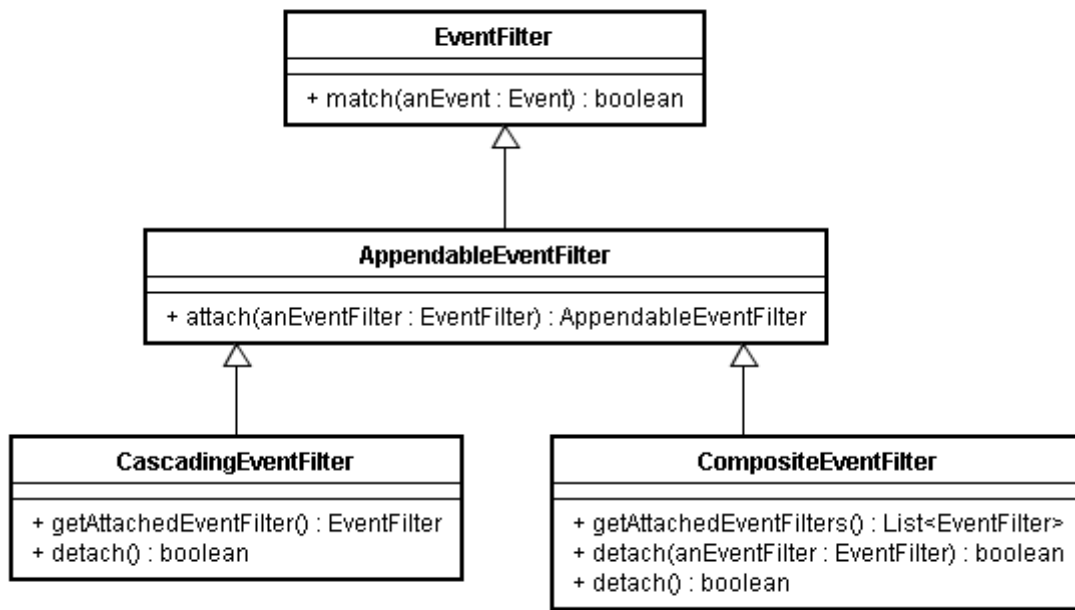 EventFilter
+ match(anEvent : Event) : boolean
AppendableEventFilter
+ attach(anEventFilter : EventFilter) : AppendableEventFilter
CascadingEventFilter
+ getAttachedEventFilter() : EventFilter
+ detach() : boolean
CompositeEventFilter
+ getAttachedEventFilters() : List<EventFilter>
+ detach(anEventFilter : EventFilter) : boolean
+ detach() : boolean